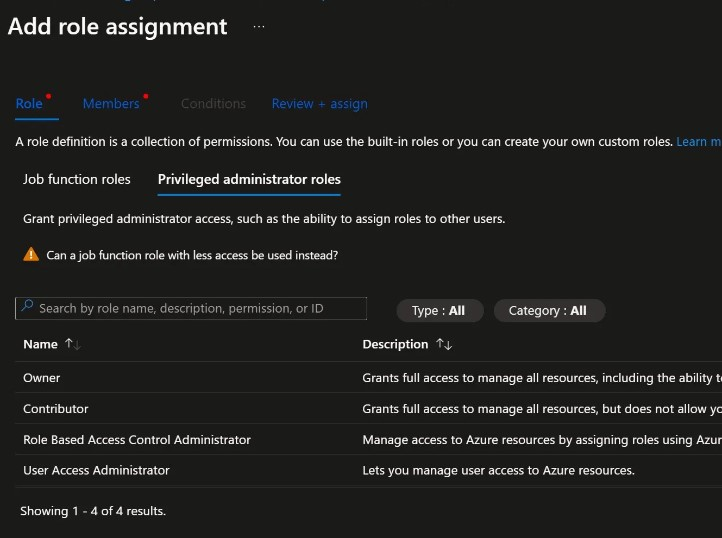 Add role assignment ...
Role Members Conditions Review + assign
A role definition is a collection of permissions. You can use the built-in roles or you can create your own custom roles. Learn m
Job function roles Privileged administrator roles
Grant privileged administrator access, such as the ability to assign roles to other users.
Can a job function role with less access be used instead?
Search by role name, description, permission, or ID Type : All Category : All
Name ↑↓ Description ↑↓
Owner Grants full access to manage all resources, including the ability t
Contributor Grants full access to manage all resources, but does not allow yo
Role Based Access Control Administrator Manage access to Azure resources by assigning roles using Azur
User Access Administrator Lets you manage user access to Azure resources.
Showing 1 - 4 of 4 results.